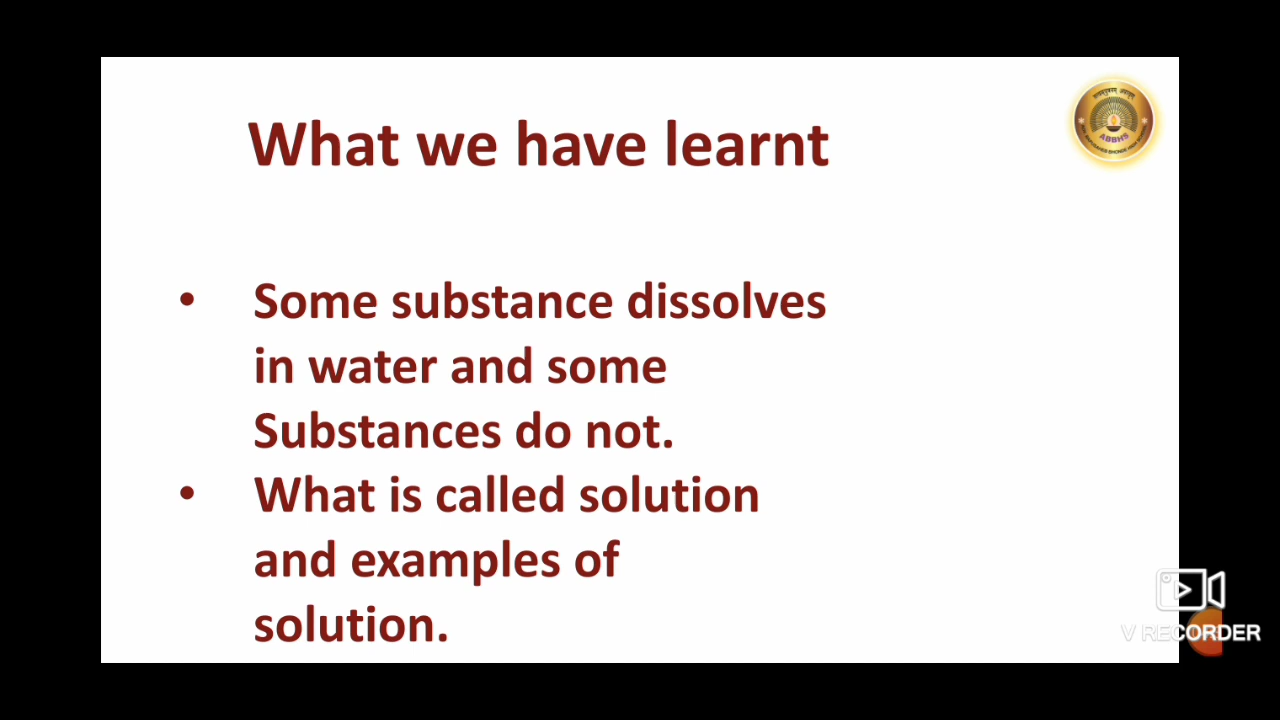 What we have learnt
ABBHS
• Some substance dissolves
in water and some
Substances do not.
• What is called solution
and examples of
solution.
V RECORDER